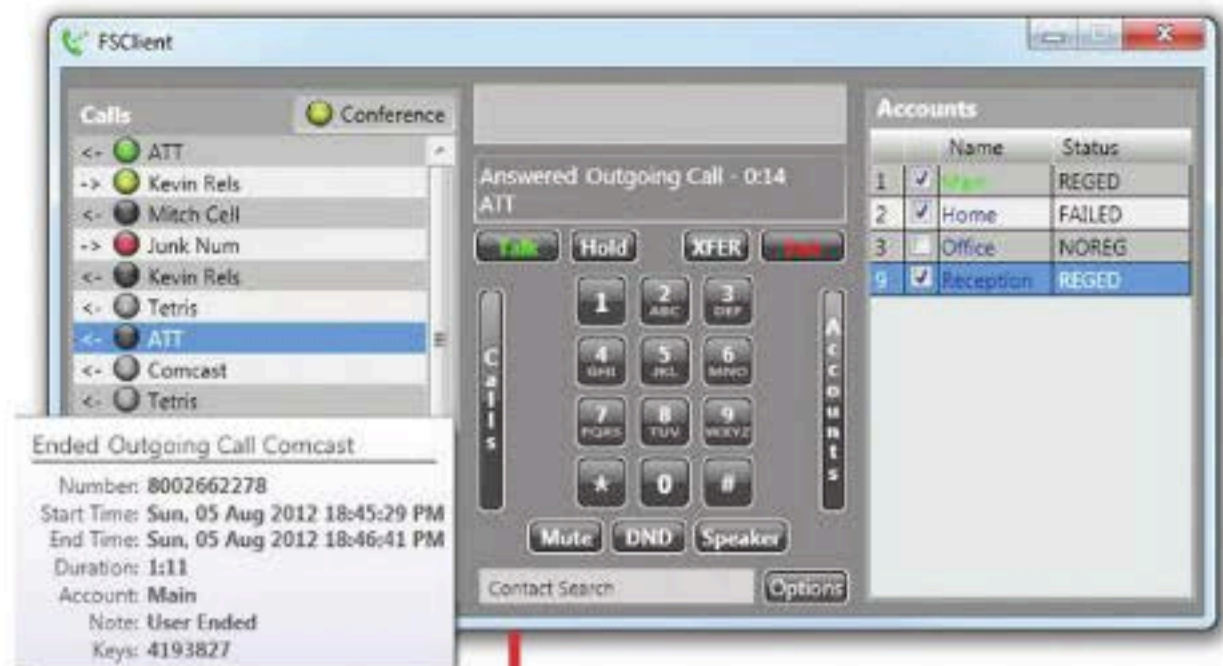 FSClient
Calls
Conference
<- ATT
-> Kevin Rels
<- Mitch Cell
-> Junk Num
<- Kevin Rels
<- Tetris
<- ATT
<- Comcast
<- Tetris
Ended Outgoing Call Comcast
Number: 8002662278
Start Time: Sun, 05 Aug 2012 18:45:29 PM
End Time: Sun, 05 Aug 2012 18:46:41 PM
Duration: 1:11
Account: Main
Note: User Ended
Keys: 4193827
Answered Outgoing Call - 0:14
ATT
Talk Hold XFER
Calls
1 2 ABC 3 DEF
4 GHI 5 JKL 6 MNO
7 PQRS 8 TUV 9 WXYZ
* 0 #
Accounts
Mute DND Speaker
Contact Search Options
Accounts
Name Status
1 Main REGED
2 Home FAILED
3 Office NOREG
9 Reception REGED